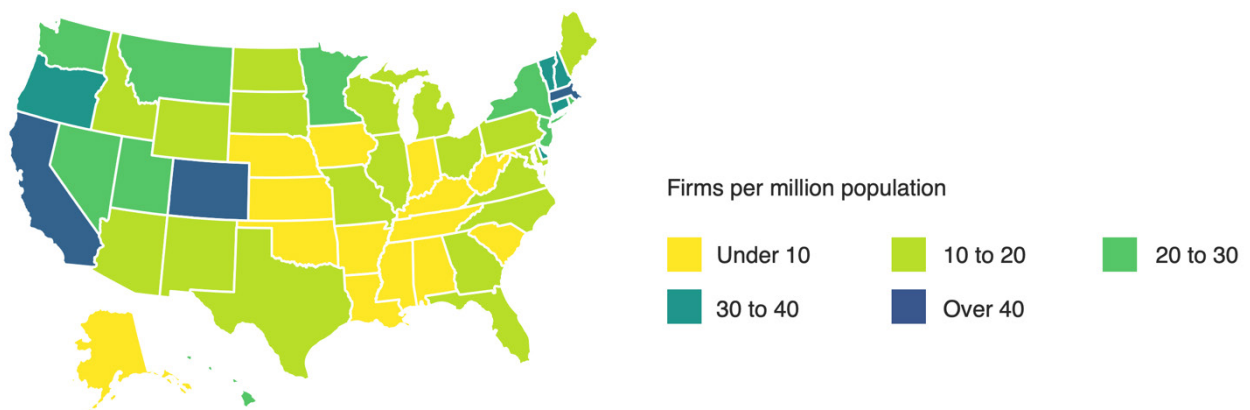 Firms per million population
Under 10
10 to 20
20 to 30
30 to 40
Over 40